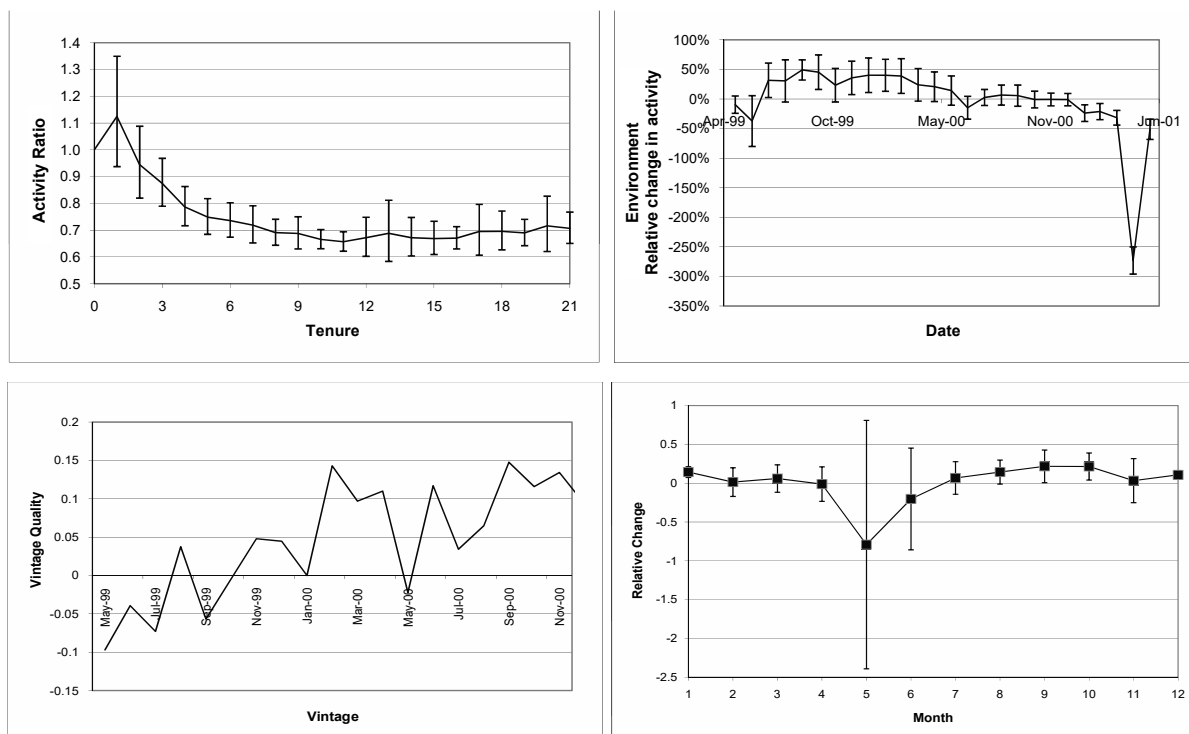 1.4
1.3
1.2
1.1
1.0
0.9
0.8
0.7
0.6
0.5
Activity Ratio
0 3 6 9 12 15 18 21
Tenure
100%
50%
0%
-50%
-100%
-150%
-200%
-250%
-300%
-350%
Environment
Relative change in activity
Apr-99 Oct-99 May-00 Nov-00 Jun-01
Date
0.2
0.15
0.1
0.05
0
-0.05
-0.1
-0.15
Vintage Quality
May-99 Jul-99 Sep-99 Nov-99 Jan-00 Mar-00 May-00 Jul-00 Sep-00 Nov-00
Vintage
1
0.5
0
-0.5
-1
-1.5
-2
-2.5
Relative Change
1 2 3 4 5 6 7 8 9 10 11 12
Month